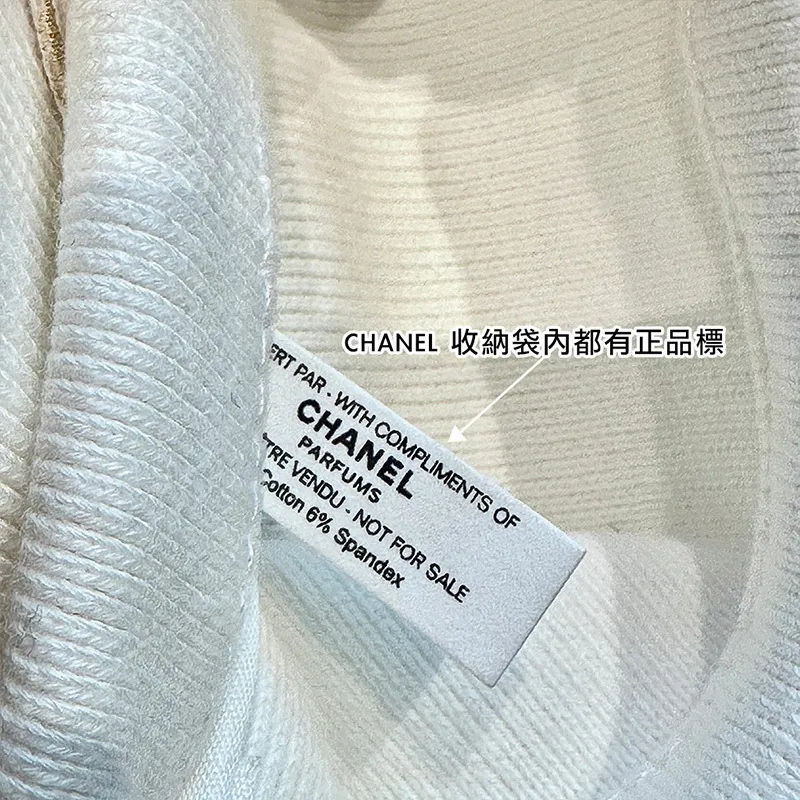 CHANEL 收納袋內都有正品標
ERT PAR - WITH COMPLIMENTS OF
CHANEL
PARFUMS
TRE VENDU - NOT FOR SALE
Cotton 6% Spandex